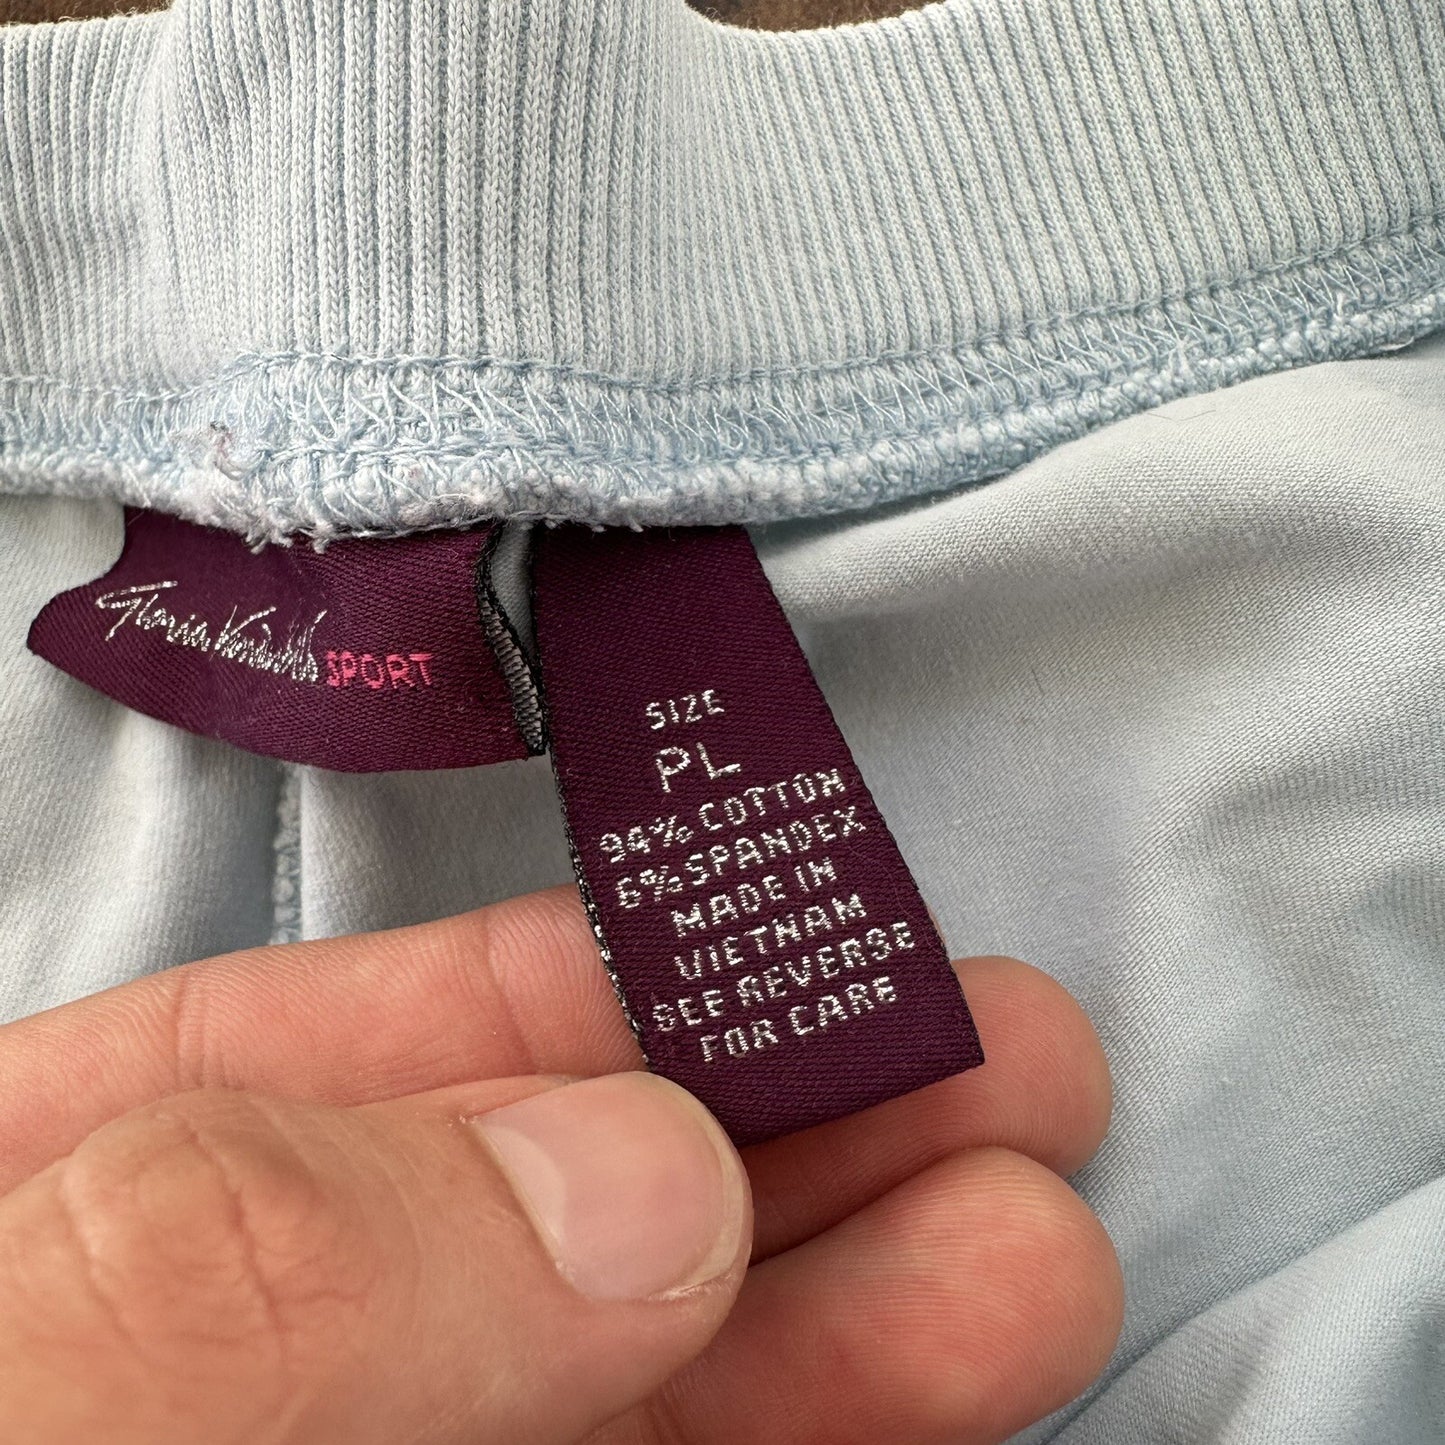 Gloria Vanderbilt SPORT
SIZE
PL
94% COTTON
6% SPANDEX
MADE IN
VIETNAM
SEE REVERSE
FOR CARE